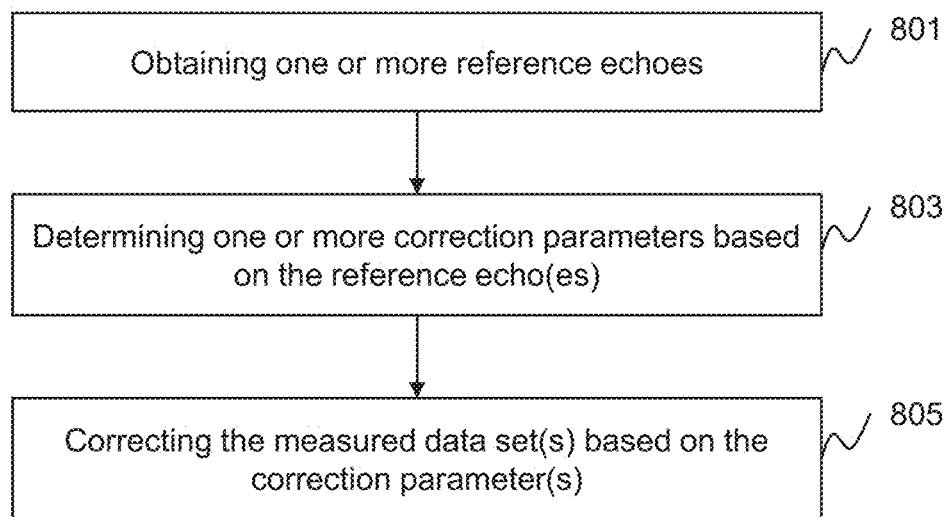 801
Obtaining one or more reference echoes
803
Determining one or more correction parameters based
on the reference echo(es)
805
Correcting the measured data set(s) based on the
correction parameter(s)